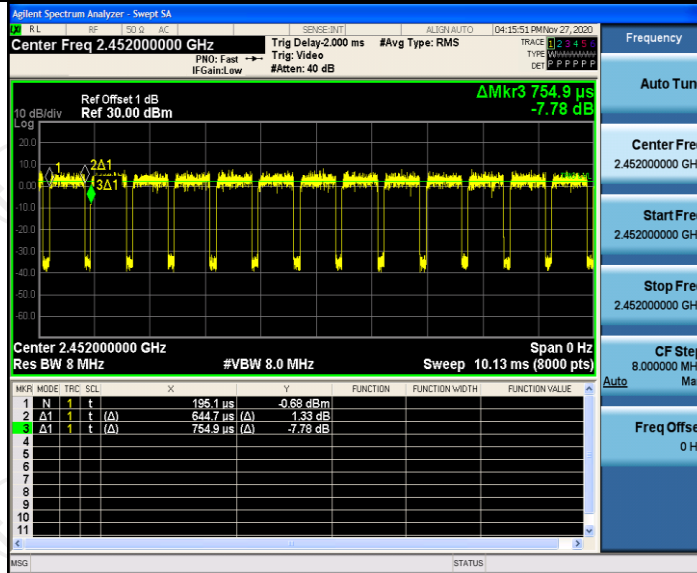 Agilent Spectrum Analyzer - Swept SA
RL RF 50 Ω AC SENSE:INT ALIGN AUTO 04:15:51 PM Nov 27, 2020
Center Freq 2.452000000 GHz Trig Delay-2.000 ms #Avg Type: RMS TRACE 1 2 3 4 5 6
PNO: Fast Trig: Video TYPE WWWWWW
IFGain:Low #Atten: 40 dB DET P P P P P P
ΔMkr3 754.9 µs
-7.78 dB
Ref Offset 1 dB
10 dB/div Ref 30.00 dBm
Log
20.0
10.0
0.00
-10.0
-20.0
-30.0
-40.0
-50.0
-60.0
1
2Δ1
3Δ1
Center 2.452000000 GHz Span 0 Hz
Res BW 8 MHz #VBW 8.0 MHz Sweep 10.13 ms (8000 pts)
MKR MODE TRC SCL X Y FUNCTION FUNCTION WIDTH FUNCTION VALUE
1 N 1 t 195.1 µs -0.68 dBm
2 Δ1 1 t (Δ) 644.7 µs (Δ) 1.33 dB
3 Δ1 1 t (Δ) 754.9 µs (Δ) -7.78 dB
4
5
6
7
8
9
10
11
MSG STATUS
Frequency
Auto Tun
Center Fre
2.452000000 GH
Start Fre
2.452000000 GH
Stop Fre
2.452000000 GH
CF Ste
8.000000 MH
Auto Ma
Freq Offse
0 H